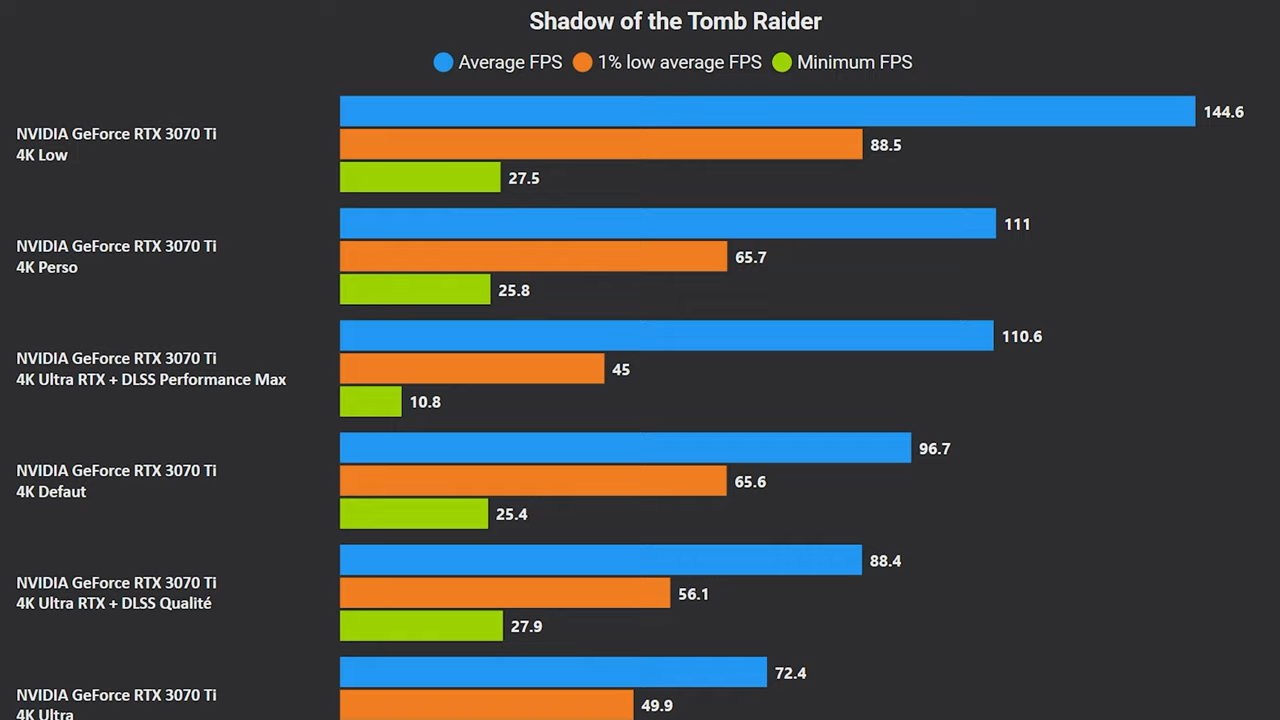 Shadow of the Tomb Raider
Average FPS 1% low average FPS Minimum FPS
NVIDIA GeForce RTX 3070 Ti
4K Low
144.6
88.5
27.5
NVIDIA GeForce RTX 3070 Ti
4K Perso
111
65.7
25.8
NVIDIA GeForce RTX 3070 Ti
4K Ultra RTX + DLSS Performance Max
110.6
45
10.8
NVIDIA GeForce RTX 3070 Ti
4K Defaut
96.7
65.6
25.4
NVIDIA GeForce RTX 3070 Ti
4K Ultra RTX + DLSS Qualité
88.4
56.1
27.9
NVIDIA GeForce RTX 3070 Ti
4K Ultra
72.4
49.9